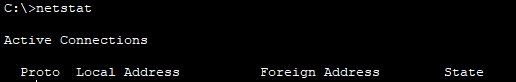 C:\>netstat
Active Connections
Proto  Local Address          Foreign Address        State